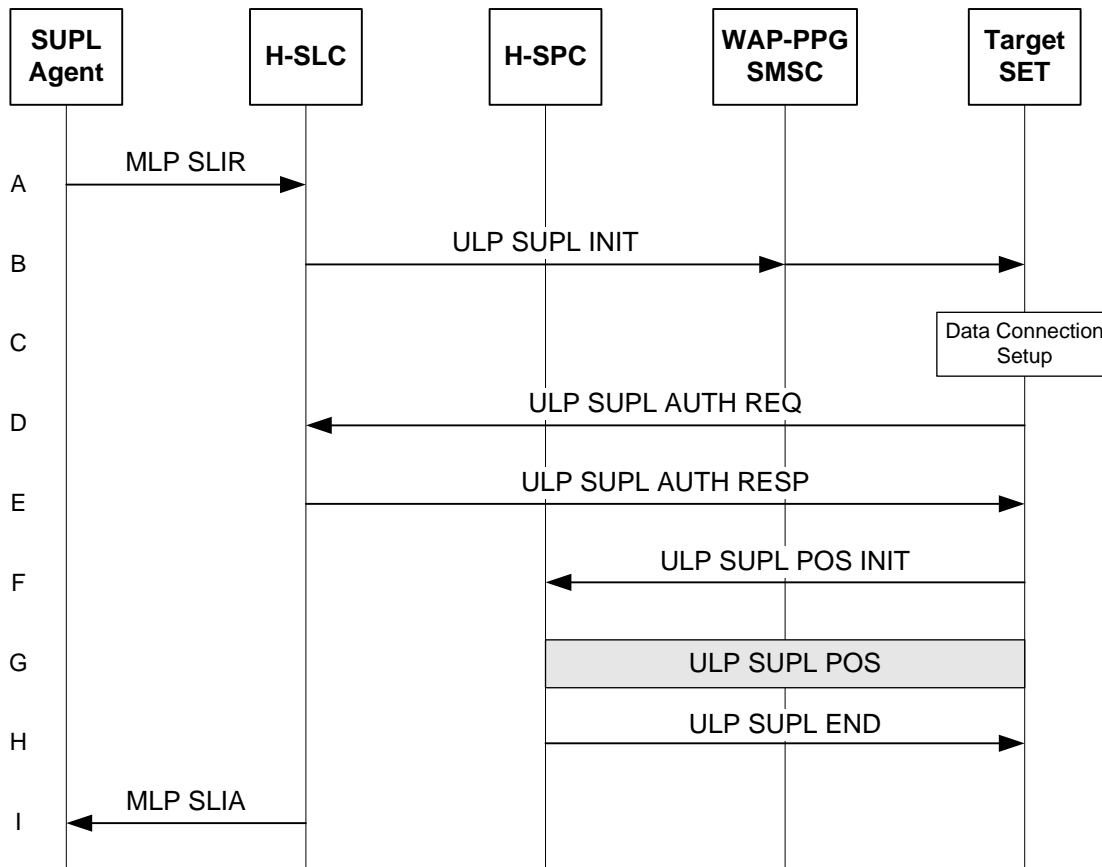 SUPL
Agent
H-SLC
H-SPC
WAP-PPG
SMSC
Target
SET
A
MLP SLIR
B
ULP SUPL INIT
C
Data Connection
Setup
D
ULP SUPL AUTH REQ
E
ULP SUPL AUTH RESP
F
ULP SUPL POS INIT
G
ULP SUPL POS
H
ULP SUPL END
I
MLP SLIA